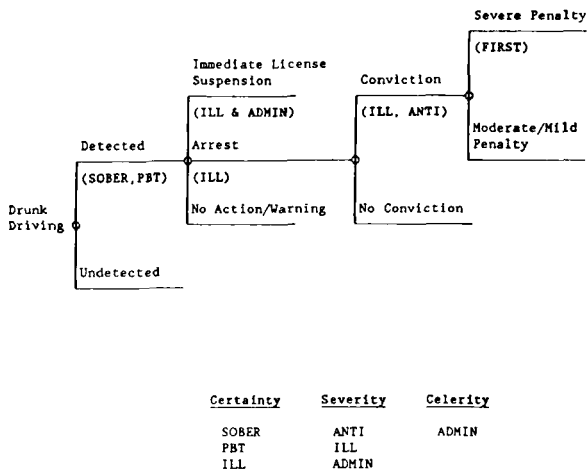 Severe Penalty
(FIRST)
Immediate License
Suspension
Conviction
(ILL & ADMIN)
(ILL, ANTI)
Moderate/Mild
Penalty
Detected
Arrest
(SOBER,PBT)
(ILL)
Drunk
Driving
No Action/Warning
No Conviction
Undetected
Certainty Severity Celerity
SOBER ANTI ADMIN
PBT ILL
ILL ADMIN